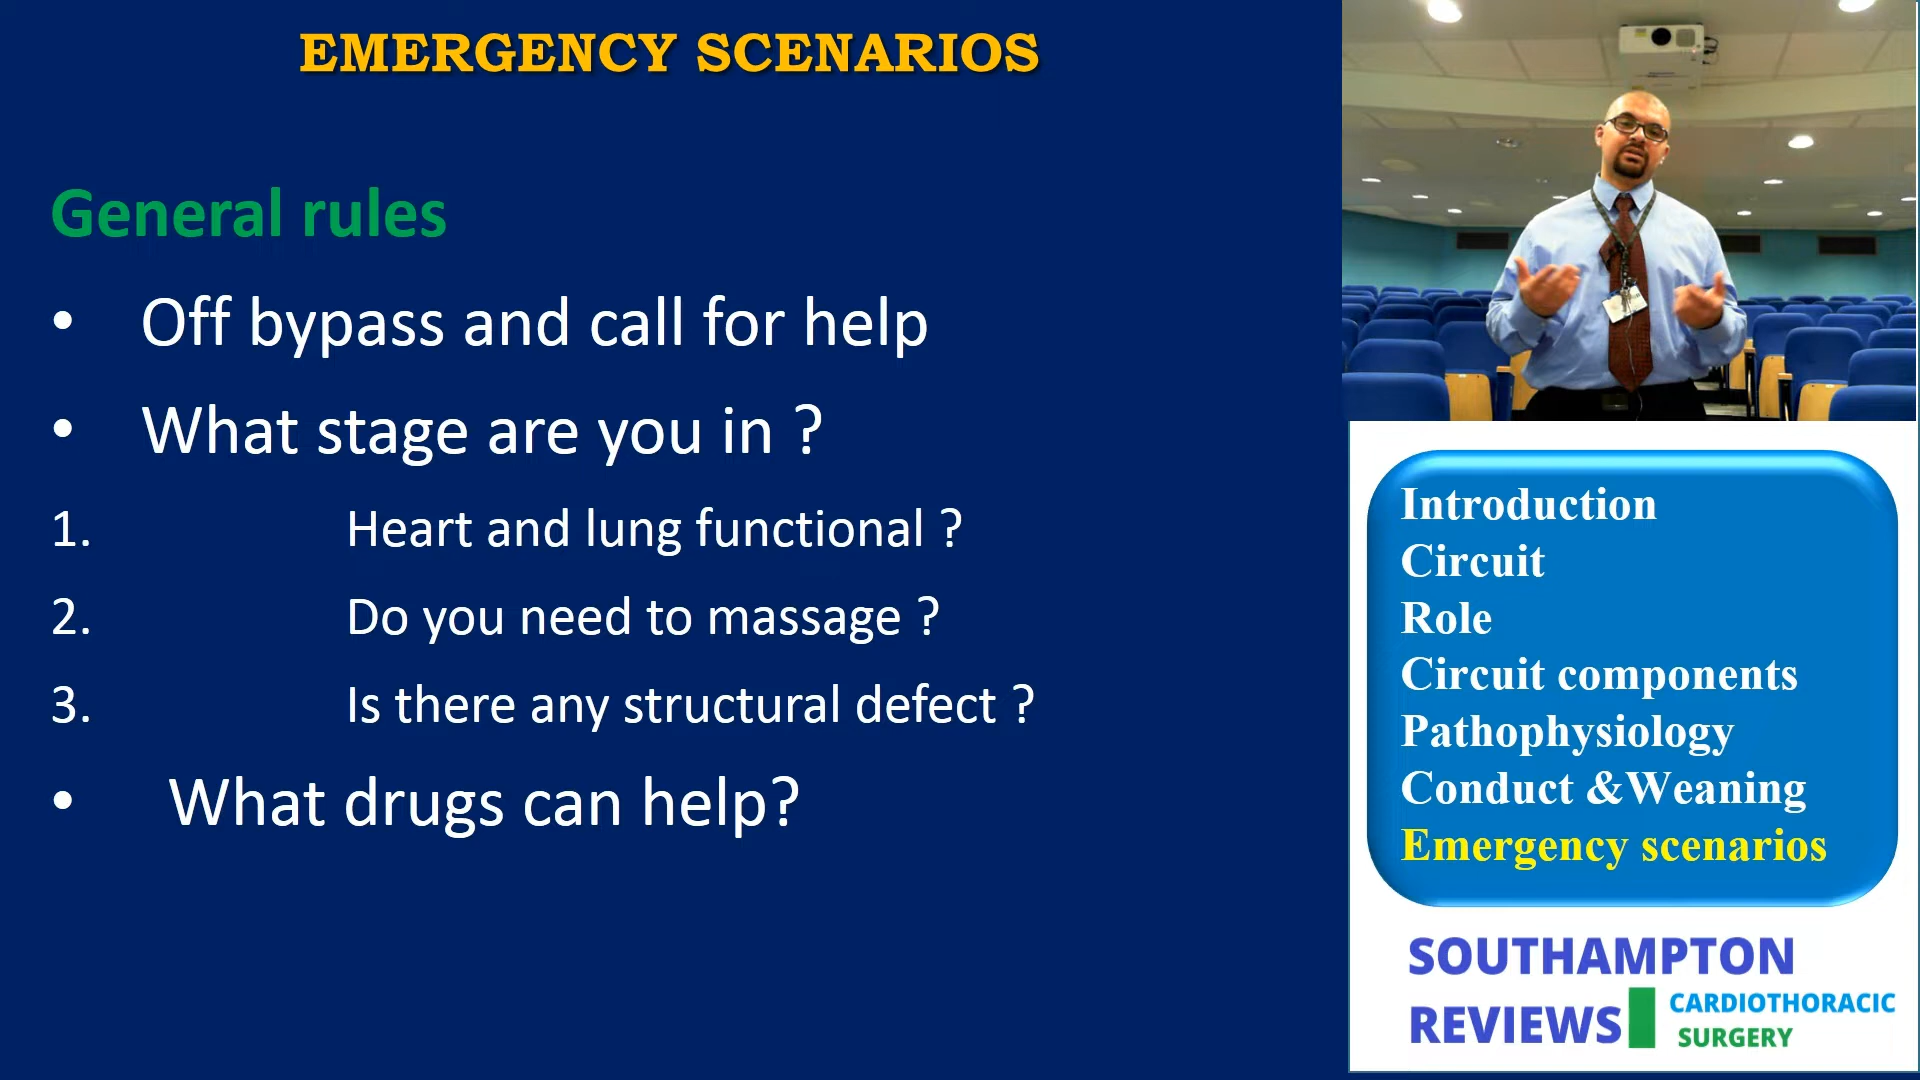 EMERGENCY SCENARIOS
General rules
• Off bypass and call for help
• What stage are you in ?
1. Heart and lung functional ?
2. Do you need to massage ?
3. Is there any structural defect ?
• What drugs can help?
Introduction
Circuit
Role
Circuit components
Pathophysiology
Conduct &Weaning
Emergency scenarios
SOUTHAMPTON
REVIEWS
CARDIOTHORACIC
SURGERY